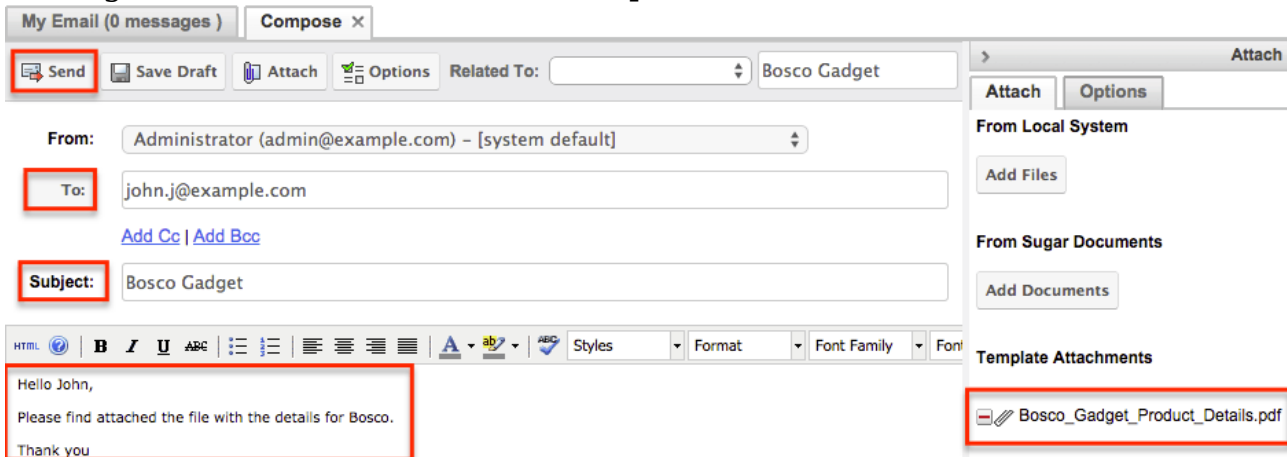 My Email (0 messages ) Compose ×
Send Save Draft Attach Options Related To: Bosco Gadget
> Attach
Attach Options
From: Administrator (admin@example.com) – [system default]
From Local System
To: john.j@example.com
Add Files
Add Cc | Add Bcc
From Sugar Documents
Subject: Bosco Gadget
Add Documents
HTML ? B I U ABC A ab ABC Styles Format Font Family Font
Template Attachments
Hello John,
Please find attached the file with the details for Bosco.
Bosco_Gadget_Product_Details.pdf
Thank you